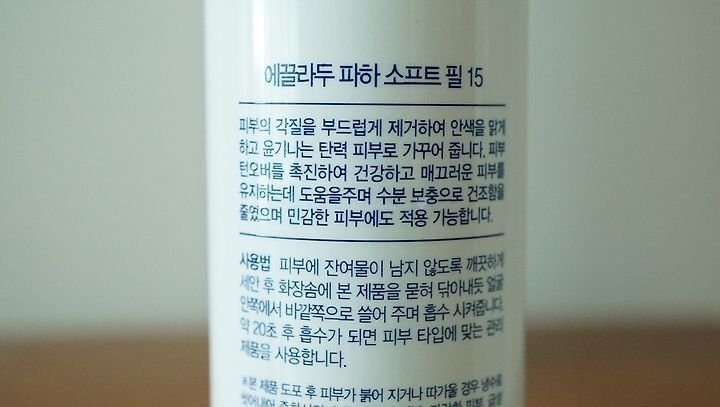 에끌라두 파하 소프트 필 15
피부의 각질을 부드럽게 제거하여 안색을 맑게
하고 윤기나는 탄력 피부로 가꾸어 줍니다. 피부
턴오버를 촉진하여 건강하고 매끄러운 피부를
유지하는데 도움을주며 수분 보충으로 건조함을
줄였으며 민감한 피부에도 적용 가능합니다.
사용법 피부에 잔여물이 남지 않도록 깨끗하게
세안 후 화장솜에 본 제품을 묻혀 닦아내듯 얼굴
안쪽에서 바깥쪽으로 쓸어 주며 흡수 시켜줍니다.
약 20초 후 흡수가 되면 피부 타입에 맞는 관리
제품을 사용합니다.
※본 제품 도포 후 피부가 붉어 지거나 따가울 경우 냉수로